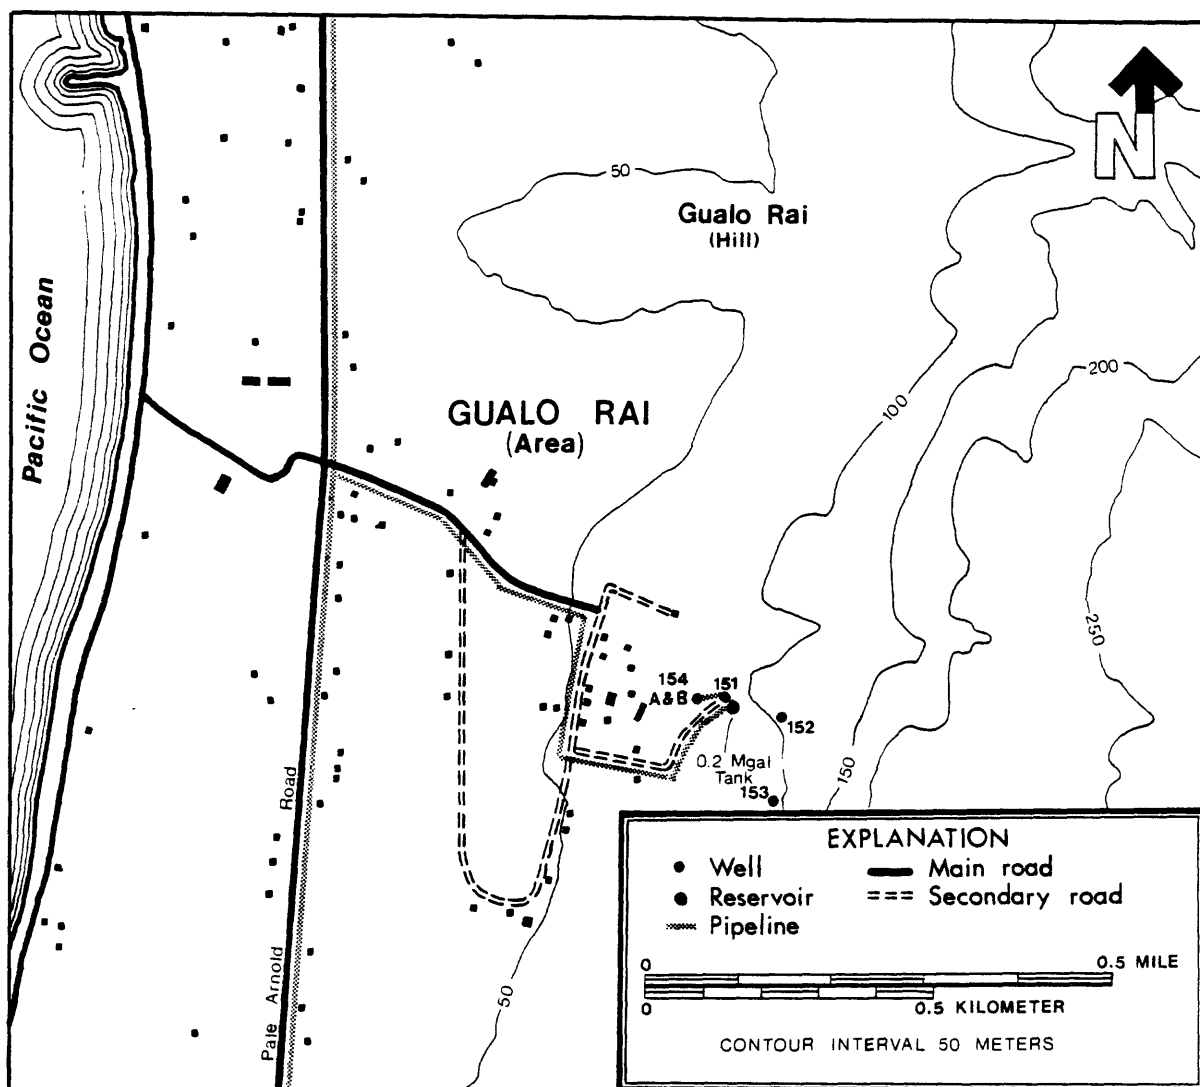 N
50
Gualo Rai
(Hill)
Pacific Ocean
200
100
GUALO RAI
(Area)
250
154
A & B
151
152
0.2 Mgal
Tank
150
153
Pale Arnold Road
50
EXPLANATION
Well
Main road
Reservoir
Secondary road
Pipeline
0 0.5 MILE
0 0.5 KILOMETER
CONTOUR INTERVAL 50 METERS